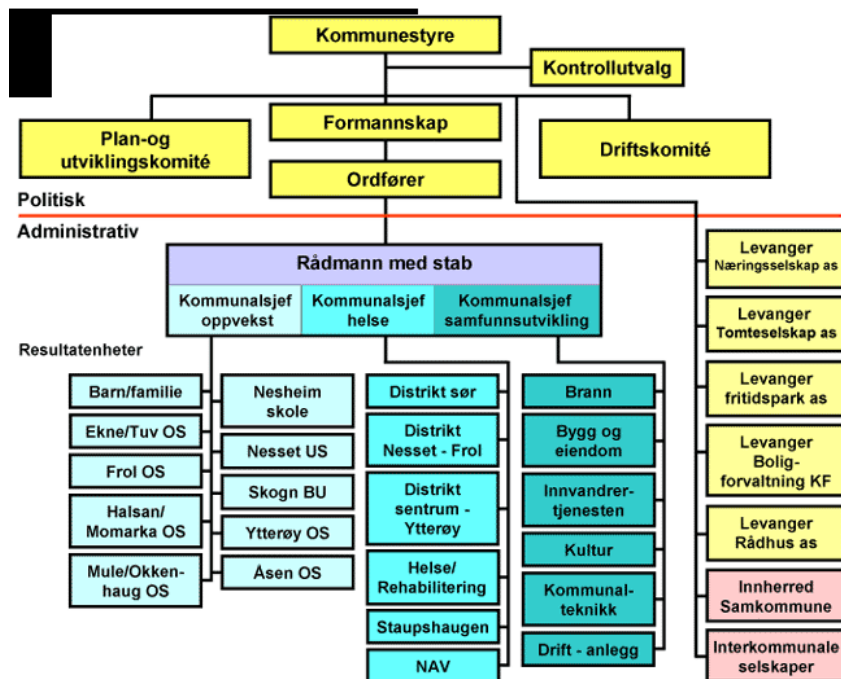 Kommunestyre
Kontrollutvalg
Plan-og
utviklingskomité
Formannskap
Driftskomité
Ordfører
Politisk
Administrativ
Rådmann med stab
Kommunalsjef
oppvekst
Kommunalsjef
helse
Kommunalsjef
samfunnsutvikling
Resultatenheter
Barn/familie
Ekne/Tuv OS
Frol OS
Halsan/
Momarka OS
Mule/Okken-
haug OS
Nesheim
skole
Nesset US
Skogn BU
Ytterøy OS
Åsen OS
Distrikt sør
Distrikt
Nesset - Frol
Distrikt
sentrum -
Ytterøy
Helse/
Rehabilitering
Staupshaugen
NAV
Brann
Bygg og
eiendom
Innvandrer-
tjenesten
Kultur
Kommunal-
teknikk
Drift - anlegg
Levanger
Næringsselskap as
Levanger
Tomteselskap as
Levanger
fritidspark as
Levanger
Bolig-
forvaltning KF
Levanger
Rådhus as
Innherred
Samkommune
Interkommunale
selskaper